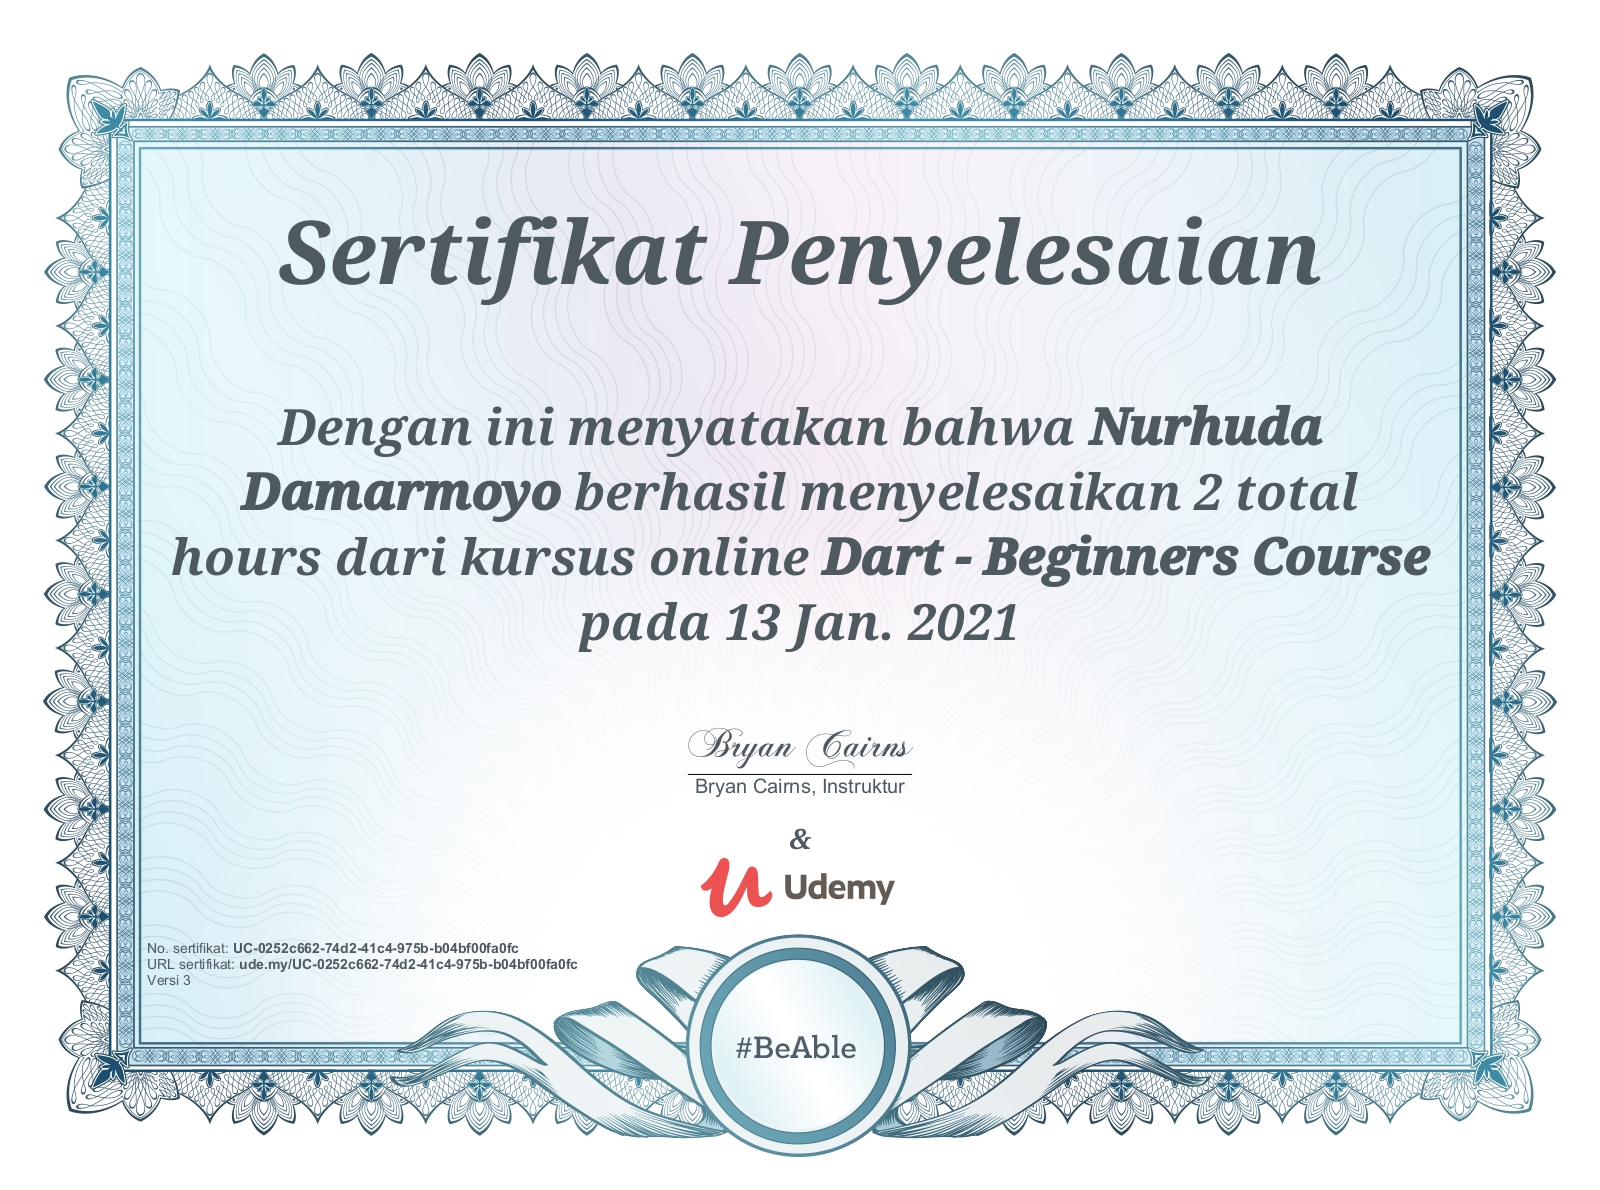 Sertifikat Penyelesaian
Dengan ini menyatakan bahwa Nurhuda
Damarmoyo berhasil menyelesaikan 2 total
hours dari kursus online Dart - Beginners Course
pada 13 Jan. 2021
Bryan Cairns
Bryan Cairns, Instruktur
&
Udemy
No. sertifikat: UC-0252c662-74d2-41c4-975b-b04bf00fa0fc
URL sertifikat: ude.my/UC-0252c662-74d2-41c4-975b-b04bf00fa0fc
Versi 3
#BeAble